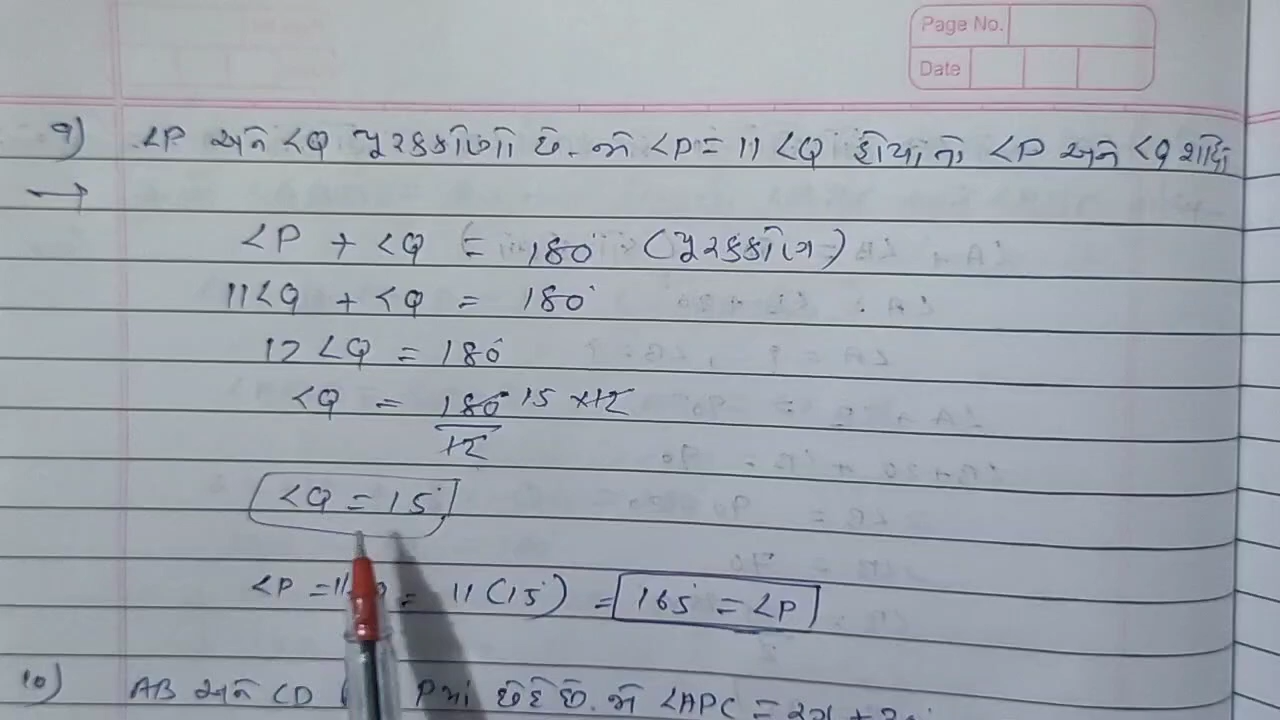 Page No.
Date
9) ∠P અને ∠Q પુરકકોણો છે. જો ∠P = 11 ∠Q હોયતો ∠P અને ∠Q શોધો
→
∠P + ∠Q = 180° (પુરકકોણ)
11∠Q + ∠Q = 180°
12 ∠Q = 180°
∠Q = 180° 15 × 12
12
∠Q = 15°
∠P = 11 = 11 (15°) = 165° = ∠P
10) AB અને CD P માં છેદે છે. જો ∠APC =